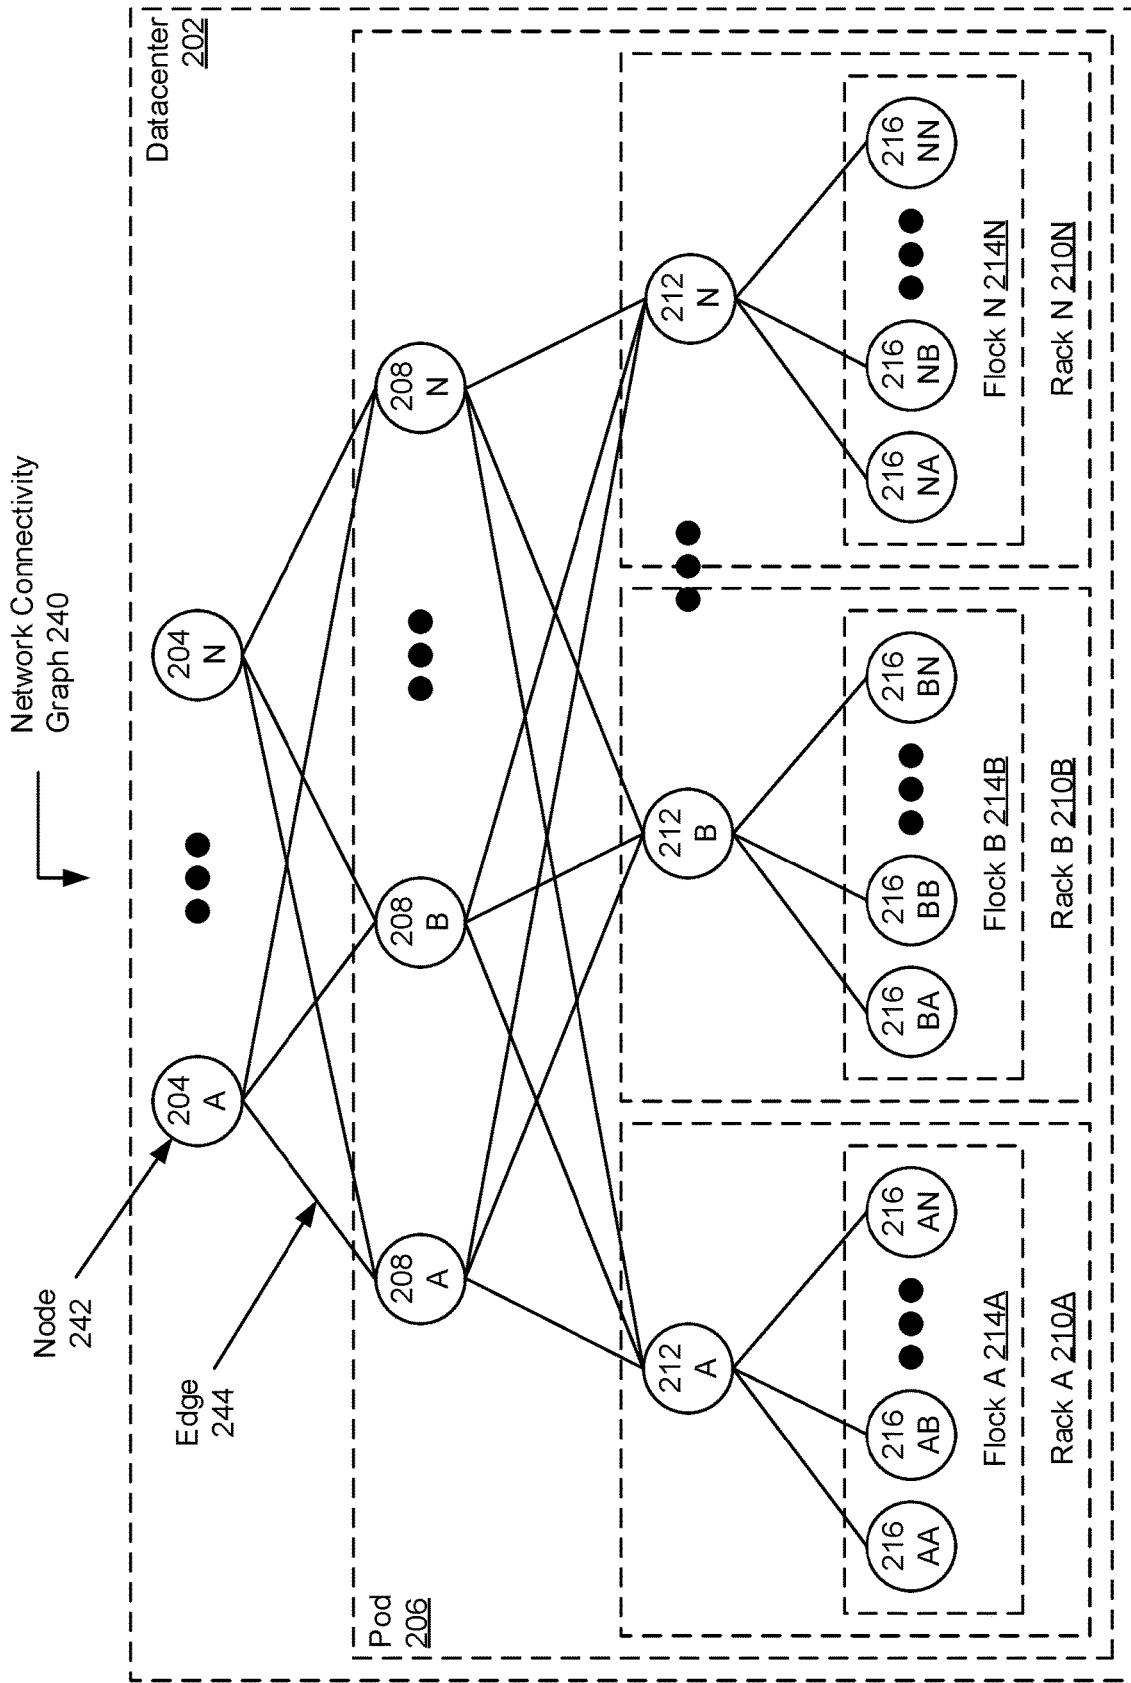 Network Connectivity
Graph 240
Datacenter
202
Node
242
Edge
244
204
A
204
N
Pod
206
208
A
208
B
208
N
212
A
212
B
212
N
216
AA
216
AB
216
AN
216
BA
216
BB
216
BN
216
NA
216
NB
216
NN
Flock A 214A
Flock B 214B
Flock N 214N
Rack A 210A
Rack B 210B
Rack N 210N